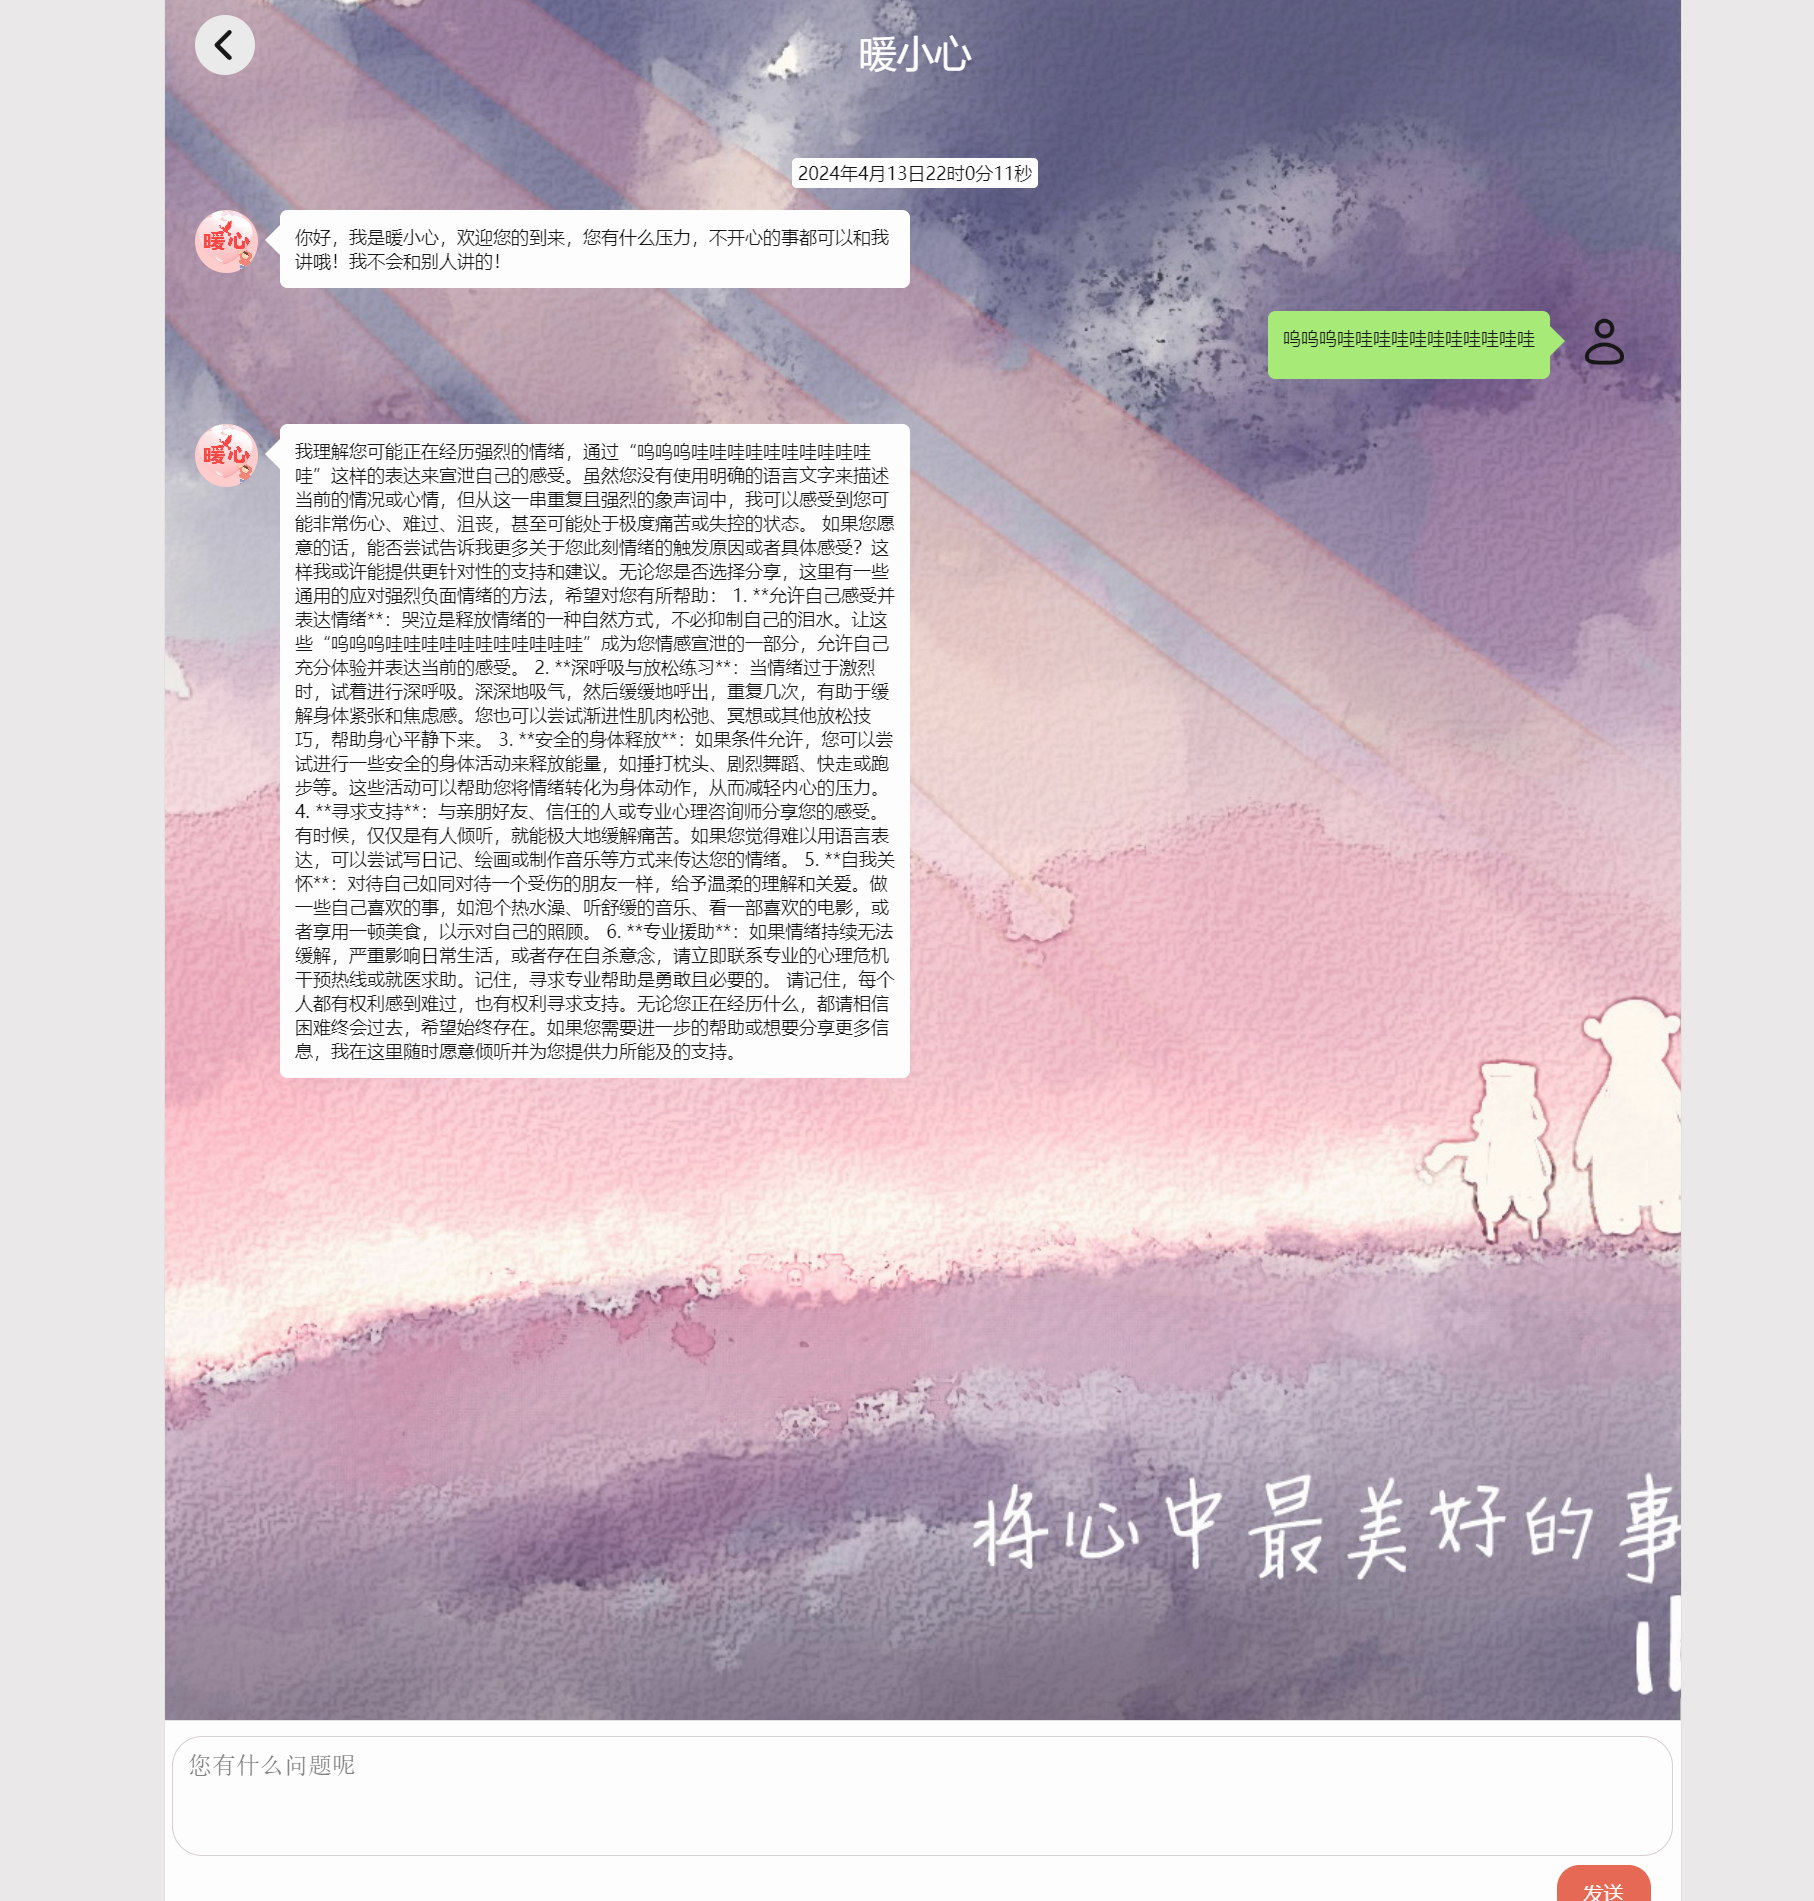 暖小心
2024年4月13日22时0分11秒
暖心
你好，我是暖小心，欢迎您的到来，您有什么压力，不开心的事都可以和我
讲哦！我不会和别人讲的！
呜呜呜哇哇哇哇哇哇哇哇哇哇哇
暖心
我理解您可能正在经历强烈的情绪，通过“呜呜呜哇哇哇哇哇哇哇哇哇哇
哇”这样的表达来宣泄自己的感受。虽然您没有使用明确的语言文字来描述
当前的情况或心情，但从这一串重复且强烈的象声词中，我可以感受到您可
能非常伤心、难过、沮丧，甚至可能处于极度痛苦或失控的状态。 如果您愿
意的话，能否尝试告诉我更多关于您此刻情绪的触发原因或者具体感受？这
样我或许能提供更针对性的支持和建议。无论您是否选择分享，这里有一些
通用的应对强烈负面情绪的方法，希望对您有所帮助： 1. **允许自己感受并
表达情绪**：哭泣是释放情绪的一种自然方式，不必抑制自己的泪水。让这
些“呜呜呜哇哇哇哇哇哇哇哇哇哇哇”成为您情感宣泄的一部分，允许自己
充分体验并表达当前的感受。 2. **深呼吸与放松练习**：当情绪过于激烈
时，试着进行深呼吸。深深地吸气，然后缓缓地呼出，重复几次，有助于缓
解身体紧张和焦虑感。您也可以尝试渐进性肌肉松弛、冥想或其他放松技
巧，帮助身心平静下来。 3. **安全的身体释放**：如果条件允许，您可以尝
试进行一些安全的身体活动来释放能量，如捶打枕头、剧烈舞蹈、快走或跑
步等。这些活动可以帮助您将情绪转化为身体动作，从而减轻内心的压力。
4. **寻求支持**：与亲朋好友、信任的人或专业心理咨询师分享您的感受。
有时候，仅仅是有人倾听，就能极大地缓解痛苦。如果您觉得难以用语言表
达，可以尝试写日记、绘画或制作音乐等方式来传达您的情绪。 5. **自我关
怀**：对待自己如同对待一个受伤的朋友一样，给予温柔的理解和关爱。做
一些自己喜欢的事，如泡个热水澡、听舒缓的音乐、看一部喜欢的电影，或
者享用一顿美食，以示对自己的照顾。 6. **专业援助**：如果情绪持续无法
缓解，严重影响日常生活，或者存在自杀意念，请立即联系专业的心理危机
干预热线或就医求助。记住，寻求专业帮助是勇敢且必要的。 请记住，每个
人都有权利感到难过，也有权利寻求支持。无论您正在经历什么，都请相信
困难终会过去，希望始终存在。如果您需要进一步的帮助或想要分享更多信
息，我在这里随时愿意倾听并为您提供力所能及的支持。
将心中最美好的事
您有什么问题呢
发送